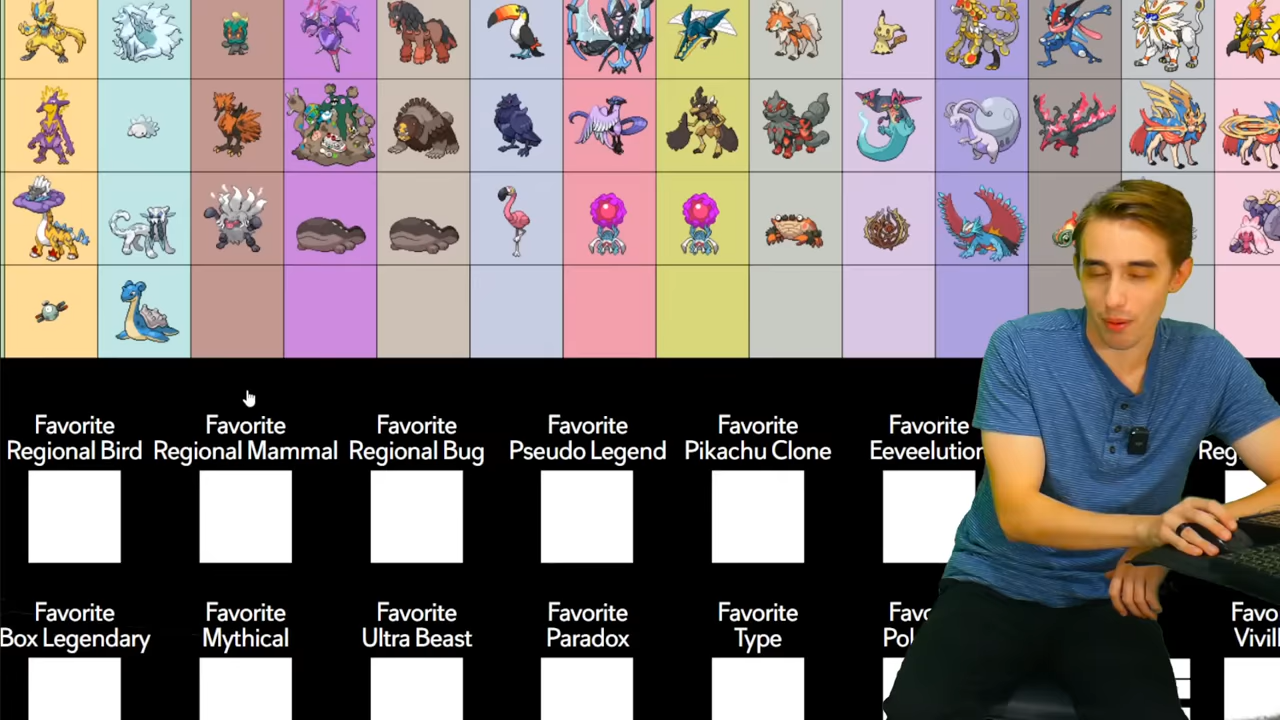 Favorite
Regional Bird
Favorite
Regional Mammal
Favorite
Regional Bug
Favorite
Pseudo Legend
Favorite
Pikachu Clone
Favorite
Eeveelution
Favorite
Box Legendary
Favorite
Mythical
Favorite
Ultra Beast
Favorite
Paradox
Favorite
Type